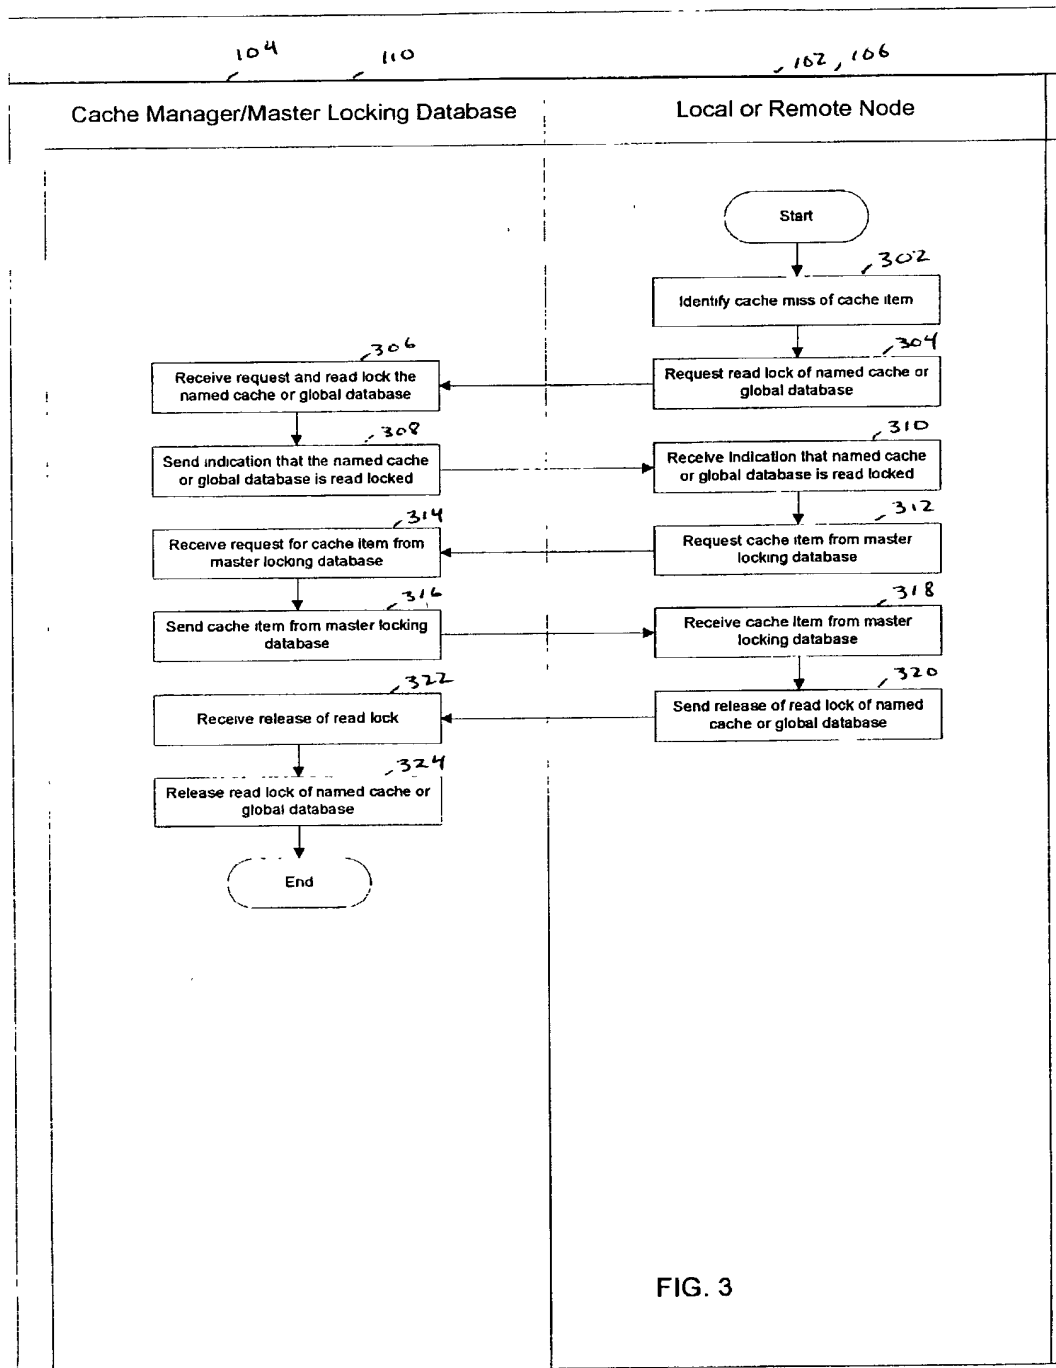 104
110
102, 106
Cache Manager/Master Locking Database
Local or Remote Node
Start
302
Identify cache miss of cache item
304
Request read lock of named cache or
global database
306
Receive request and read lock the
named cache or global database
308
Send indication that the named cache
or global database is read locked
310
Receive indication that named cache
or global database is read locked
312
Request cache item from master
locking database
314
Receive request for cache item from
master locking database
316
Send cache item from master locking
database
318
Receive cache item from master
locking database
320
Send release of read lock of named
cache or global database
322
Receive release of read lock
324
Release read lock of named cache or
global database
End
FIG. 3